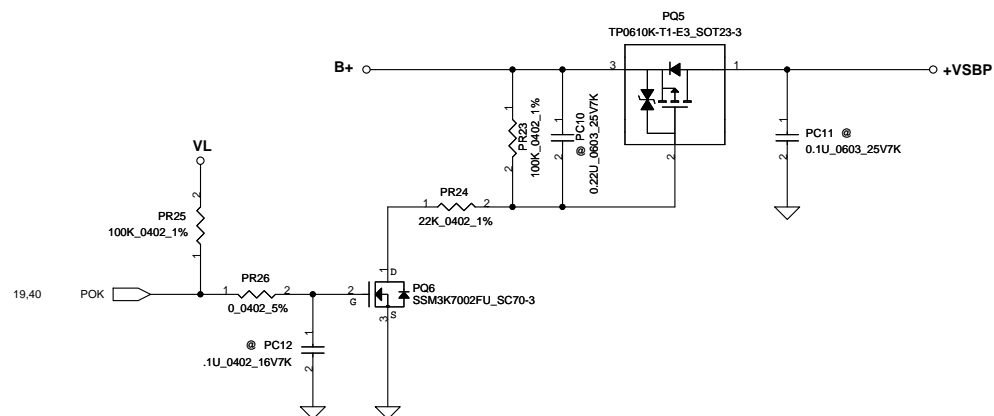 PQ5
TP0610K-T1-E3_SOT23-3
B+
3
1
+VSBP
1
PR23
100K_0402_1%
2
1
@ PC10
0.22U_0603_25V7K
2
2
1
PC11 @
0.1U_0603_25V7K
2
VL
2
PR25
100K_0402_1%
1
PR24
1
2
22K_0402_1%
19,40
POK
PR26
1
2
0_0402_5%
1
D
2
G
PQ6
SSM3K7002FU_SC70-3
S
3
1
@ PC12
.1U_0402_16V7K
2